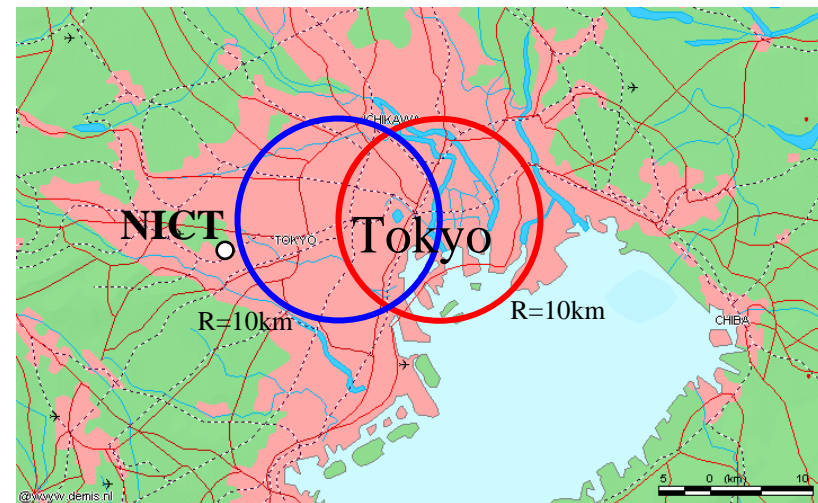 ICHIKAWA
NICT
TOKYO
Tokyo
R=10km
R=10km
CHIBA
5 0 (km) 10
@www.demis.nl